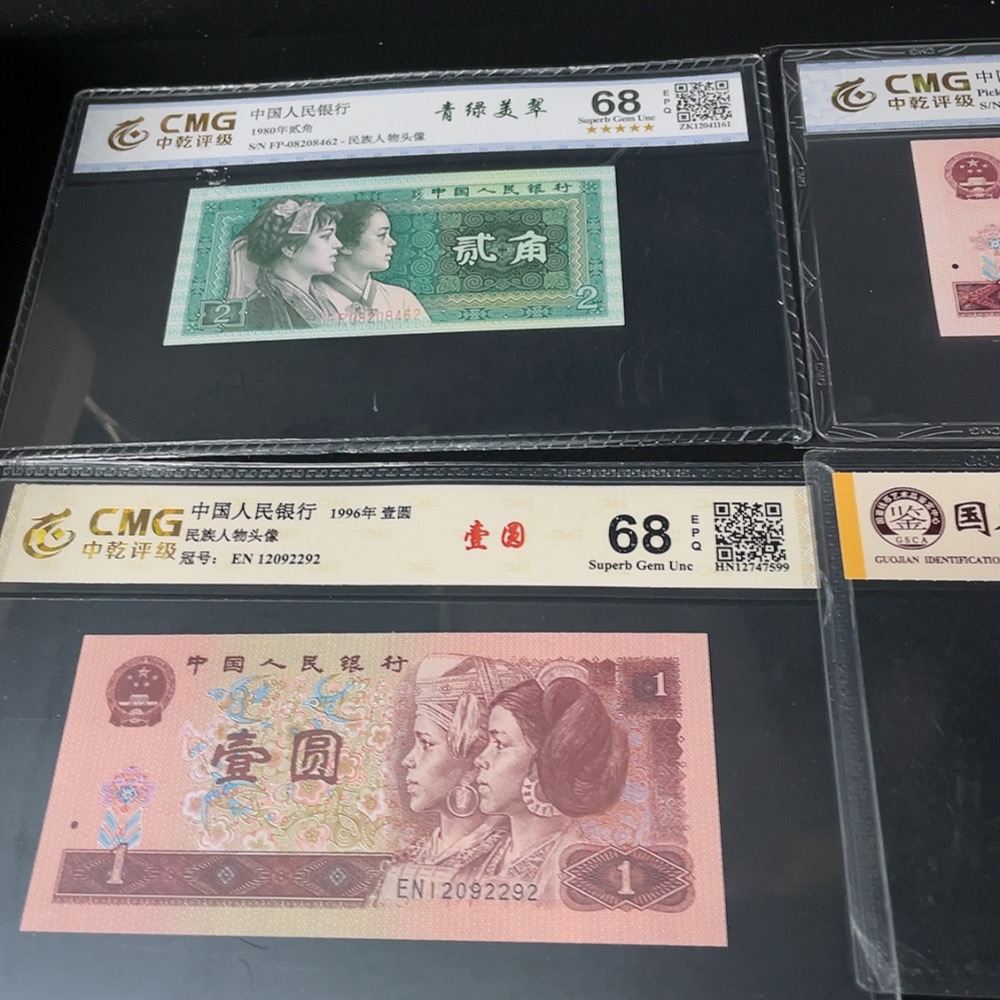 CMG
中乾评级
中国人民银行
1980年贰角
S/N FP-08208462 - 民族人物头像
青绿美翠
68
EPQ
Superb Gem Unc
★★★★★
ZK12041161
中国人民银行
贰角
2
2
P08208462
CMG
中乾评级
Pick
S/N
CMG
中乾评级
中国人民银行 1996年 壹圆
民族人物头像
冠号: EN 12092292
壹圆
68
EPQ
Superb Gem Unc
HN12747599
中国人民银行
1
壹圆
1
EN12092292
1
鉴
GSCA
国
GUOJIAN IDENTIFICATIO